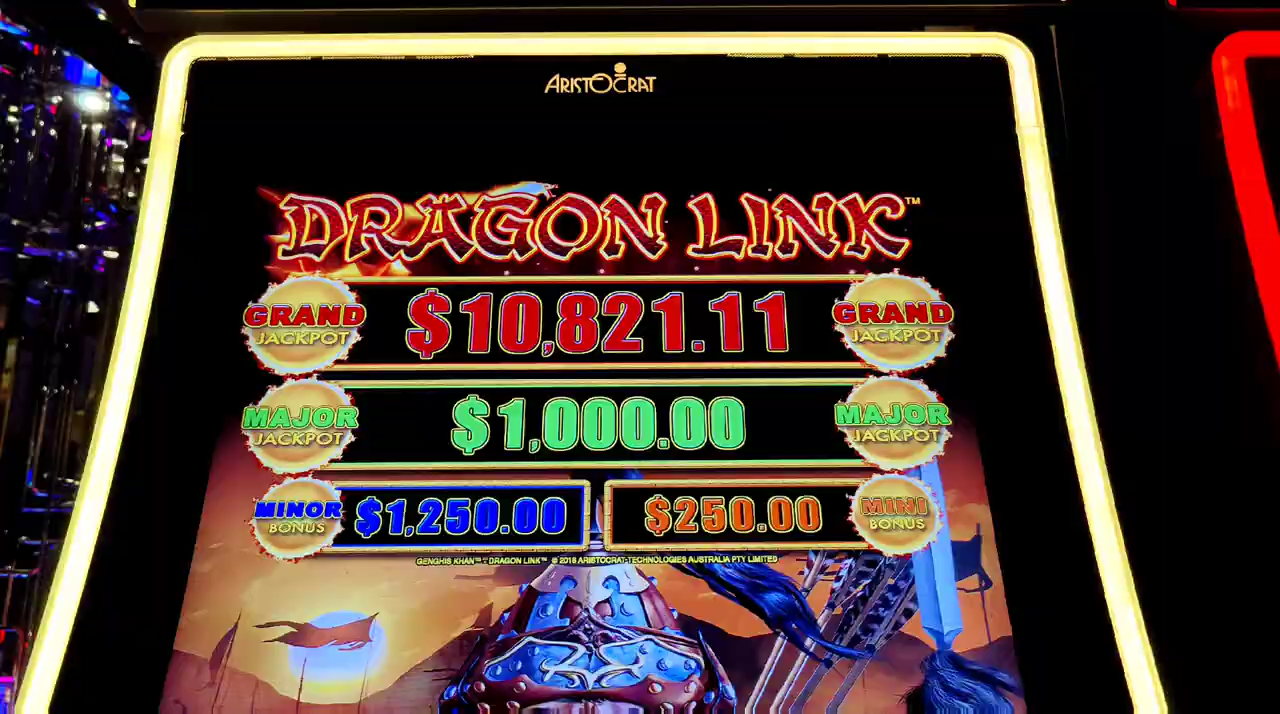 ARISTOCRAT
DRAGON LINK™
GRAND JACKPOT $10,821.11 GRAND JACKPOT
MAJOR JACKPOT $1,000.00 MAJOR JACKPOT
MINOR BONUS $1,250.00 $250.00 MINI BONUS
GENGHIS KHAN™ - DRAGON LINK™ © 2018 ARISTOCRAT TECHNOLOGIES AUSTRALIA PTY LIMITED